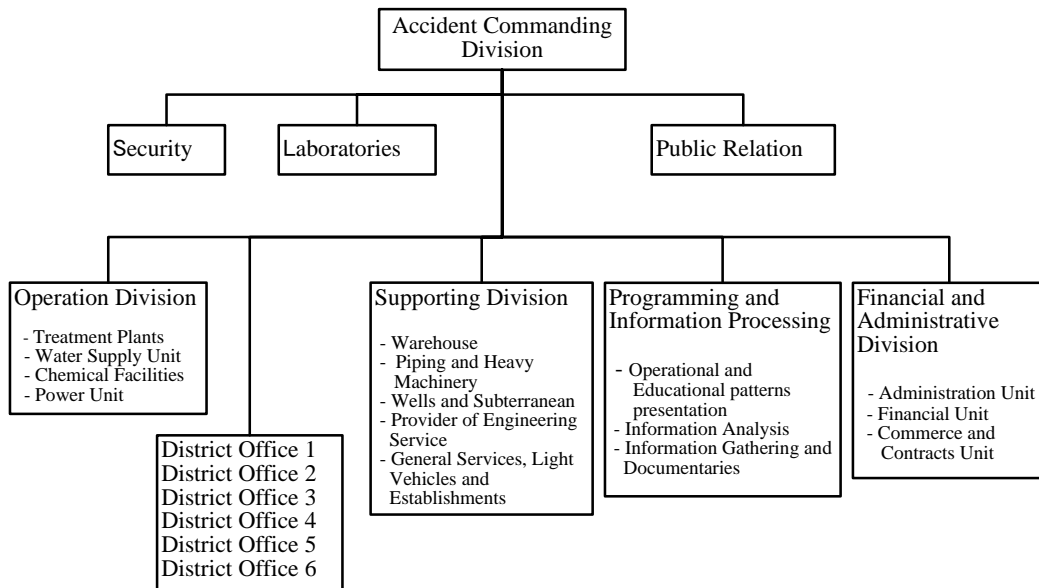 Accident Commanding
Division
Security
Laboratories
Public Relation
Operation Division
- Treatment Plants
- Water Supply Unit
- Chemical Facilities
- Power Unit
District Office 1
District Office 2
District Office 3
District Office 4
District Office 5
District Office 6
Supporting Division
- Warehouse
- Piping and Heavy
Machinery
- Wells and Subterranean
- Provider of Engineering
Service
- General Services, Light
Vehicles and
Establishments
Programming and
Information Processing
- Operational and
Educational patterns
presentation
- Information Analysis
- Information Gathering and
Documentaries
Financial and
Administrative
Division
- Administration Unit
- Financial Unit
- Commerce and
Contracts Unit